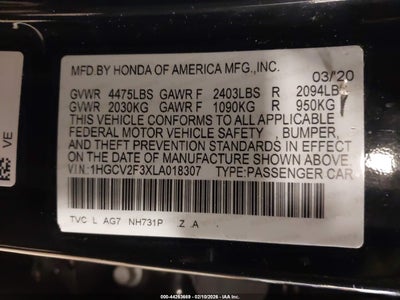 MFD.BY HONDA OF AMERICA MFG.,INC. 03/20
GVWR 4475LBS GAWR F 2403LBS R 2094LBS
GVWR 2030KG GAWR F 1090KG R 950KG
THIS VEHICLE CONFORMS TO ALL APPLICABLE
FEDERAL MOTOR VEHICLE SAFETY , BUMPER,
AND THEFT PREVENTION STANDARDS IN EFFECT ON
THE DATE OF MANUFACTURE SHOWN ABOVE.
V.I.N:1HGCV2F3XLA018307 TYPE:PASSENGER CAR
TVC L AG7 NH731P Z A
VE
000-44263669 - 02/10/2026 - IAA Inc.